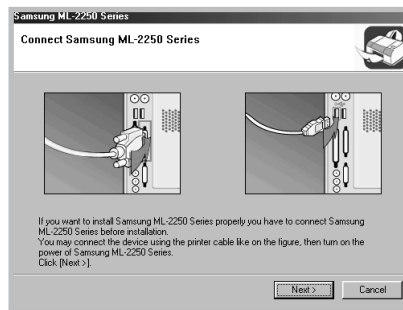 Samsung ML-2250 Series
Connect Samsung ML-2250 Series
If you want to install Samsung ML-2250 Series properly you have to connect Samsung
ML-2250 Series before installation.
You may connect the device using the printer cable like on the figure, then turn on the
power of Samsung ML-2250 Series.
Click [Next >].
Next >
Cancel